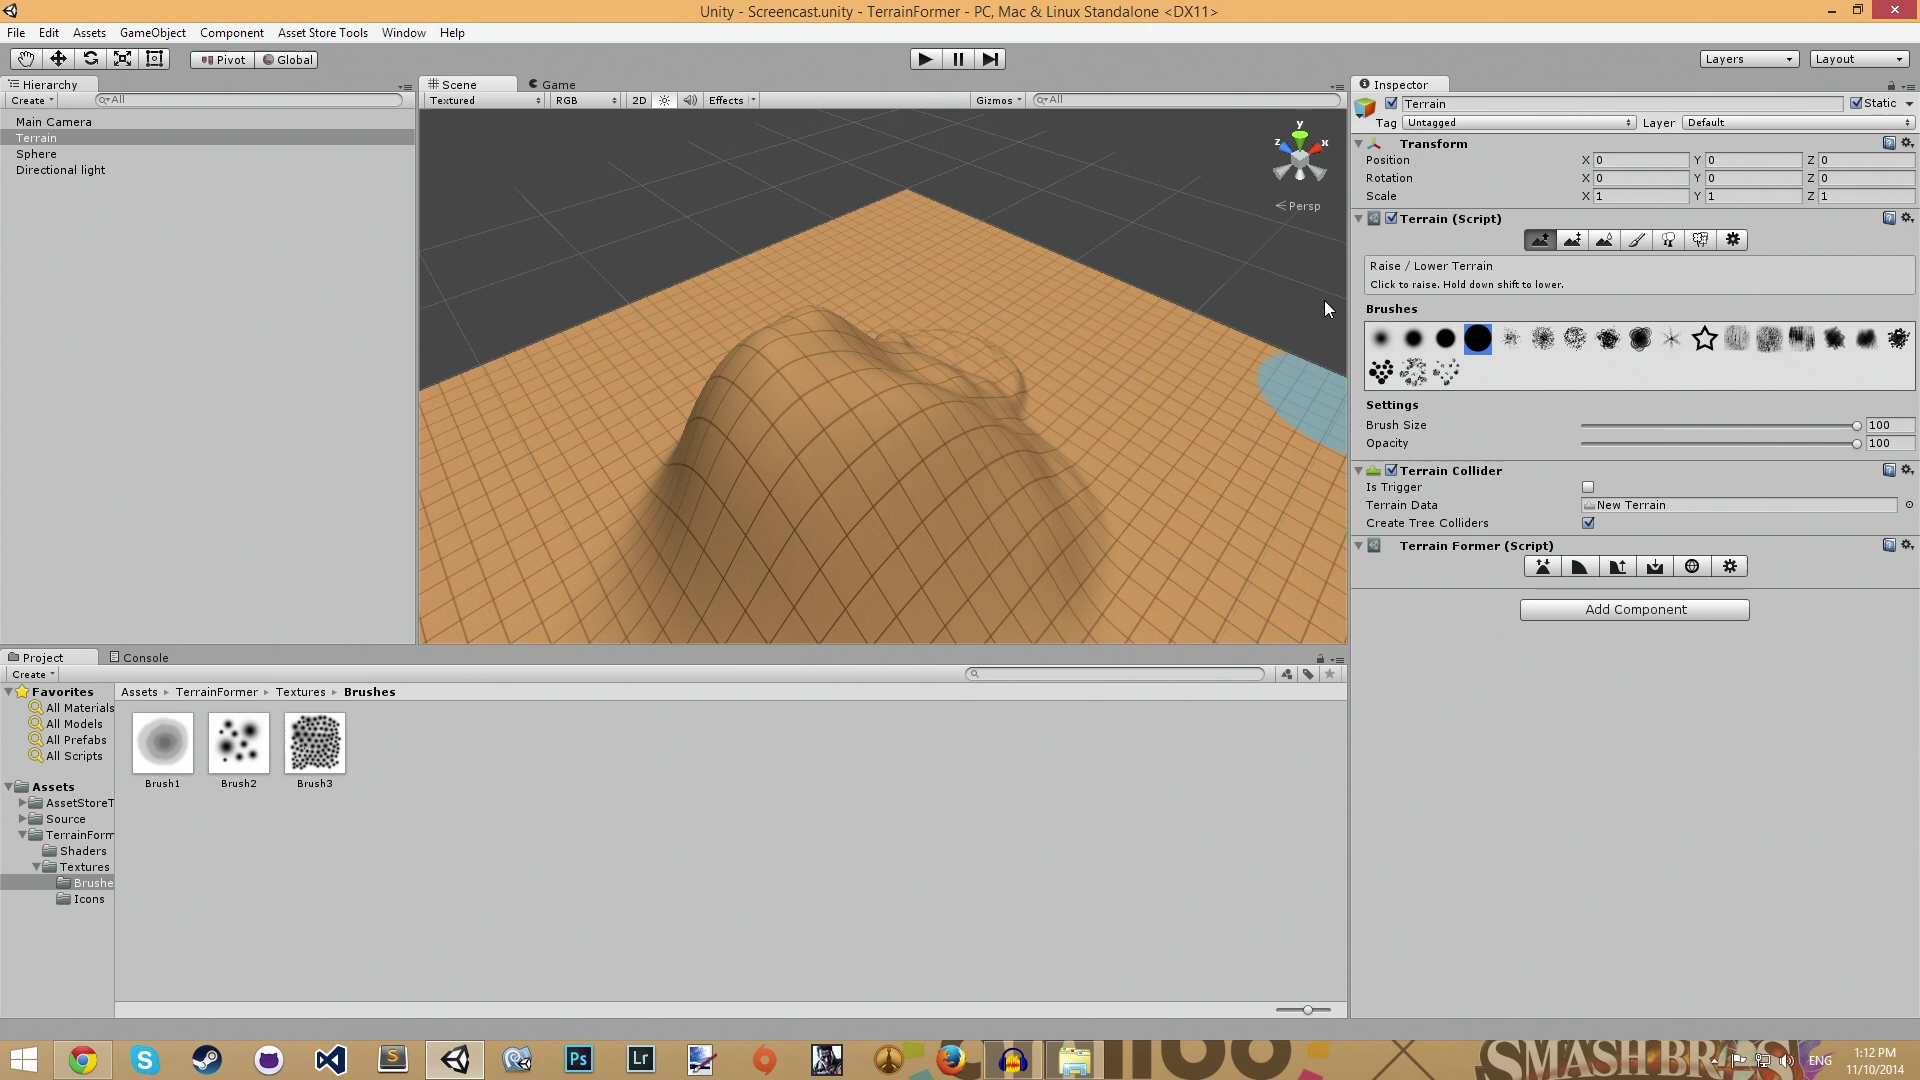 Unity - Screencast.unity - TerrainFormer - PC, Mac & Linux Standalone <DX11>
File Edit Assets GameObject Component Asset Store Tools Window Help
Pivot Global Layers Layout
Hierarchy
Create All
Main Camera
Terrain
Sphere
Directional light
Scene Game
Textured RGB 2D Effects Gizmos All
y
z x
Persp
Inspector
Terrain Static
Tag Untagged Layer Default
Transform
Position X 0 Y 0 Z 0
Rotation X 0 Y 0 Z 0
Scale X 1 Y 1 Z 1
Terrain (Script)
Raise / Lower Terrain
Click to raise. Hold down shift to lower.
Brushes
Settings
Brush Size 100
Opacity 100
Terrain Collider
Is Trigger
Terrain Data New Terrain
Create Tree Colliders
Terrain Former (Script)
Add Component
Project Console
Create
Favorites
All Materials
All Models
All Prefabs
All Scripts
Assets
AssetStoreT
Source
TerrainForm
Shaders
Textures
Brushe
Icons
Assets TerrainFormer Textures Brushes
Brush1 Brush2 Brush3
S Ps Lr SMASH BROS ENG
1:12 PM
11/10/2014